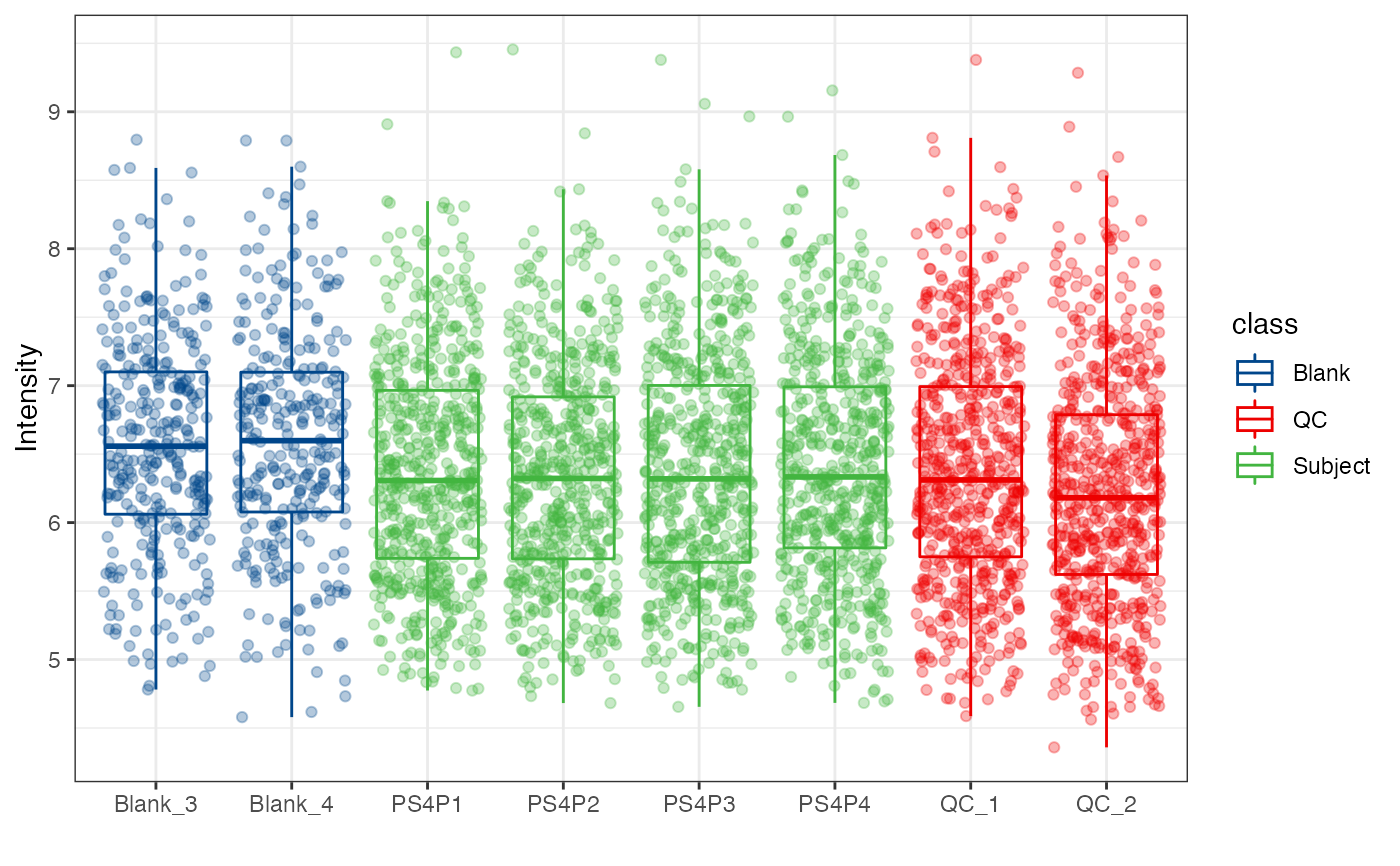 Intensity
9
8
7
6
5
Blank_3 Blank_4 PS4P1 PS4P2 PS4P3 PS4P4 QC_1 QC_2
class
Blank
QC
Subject